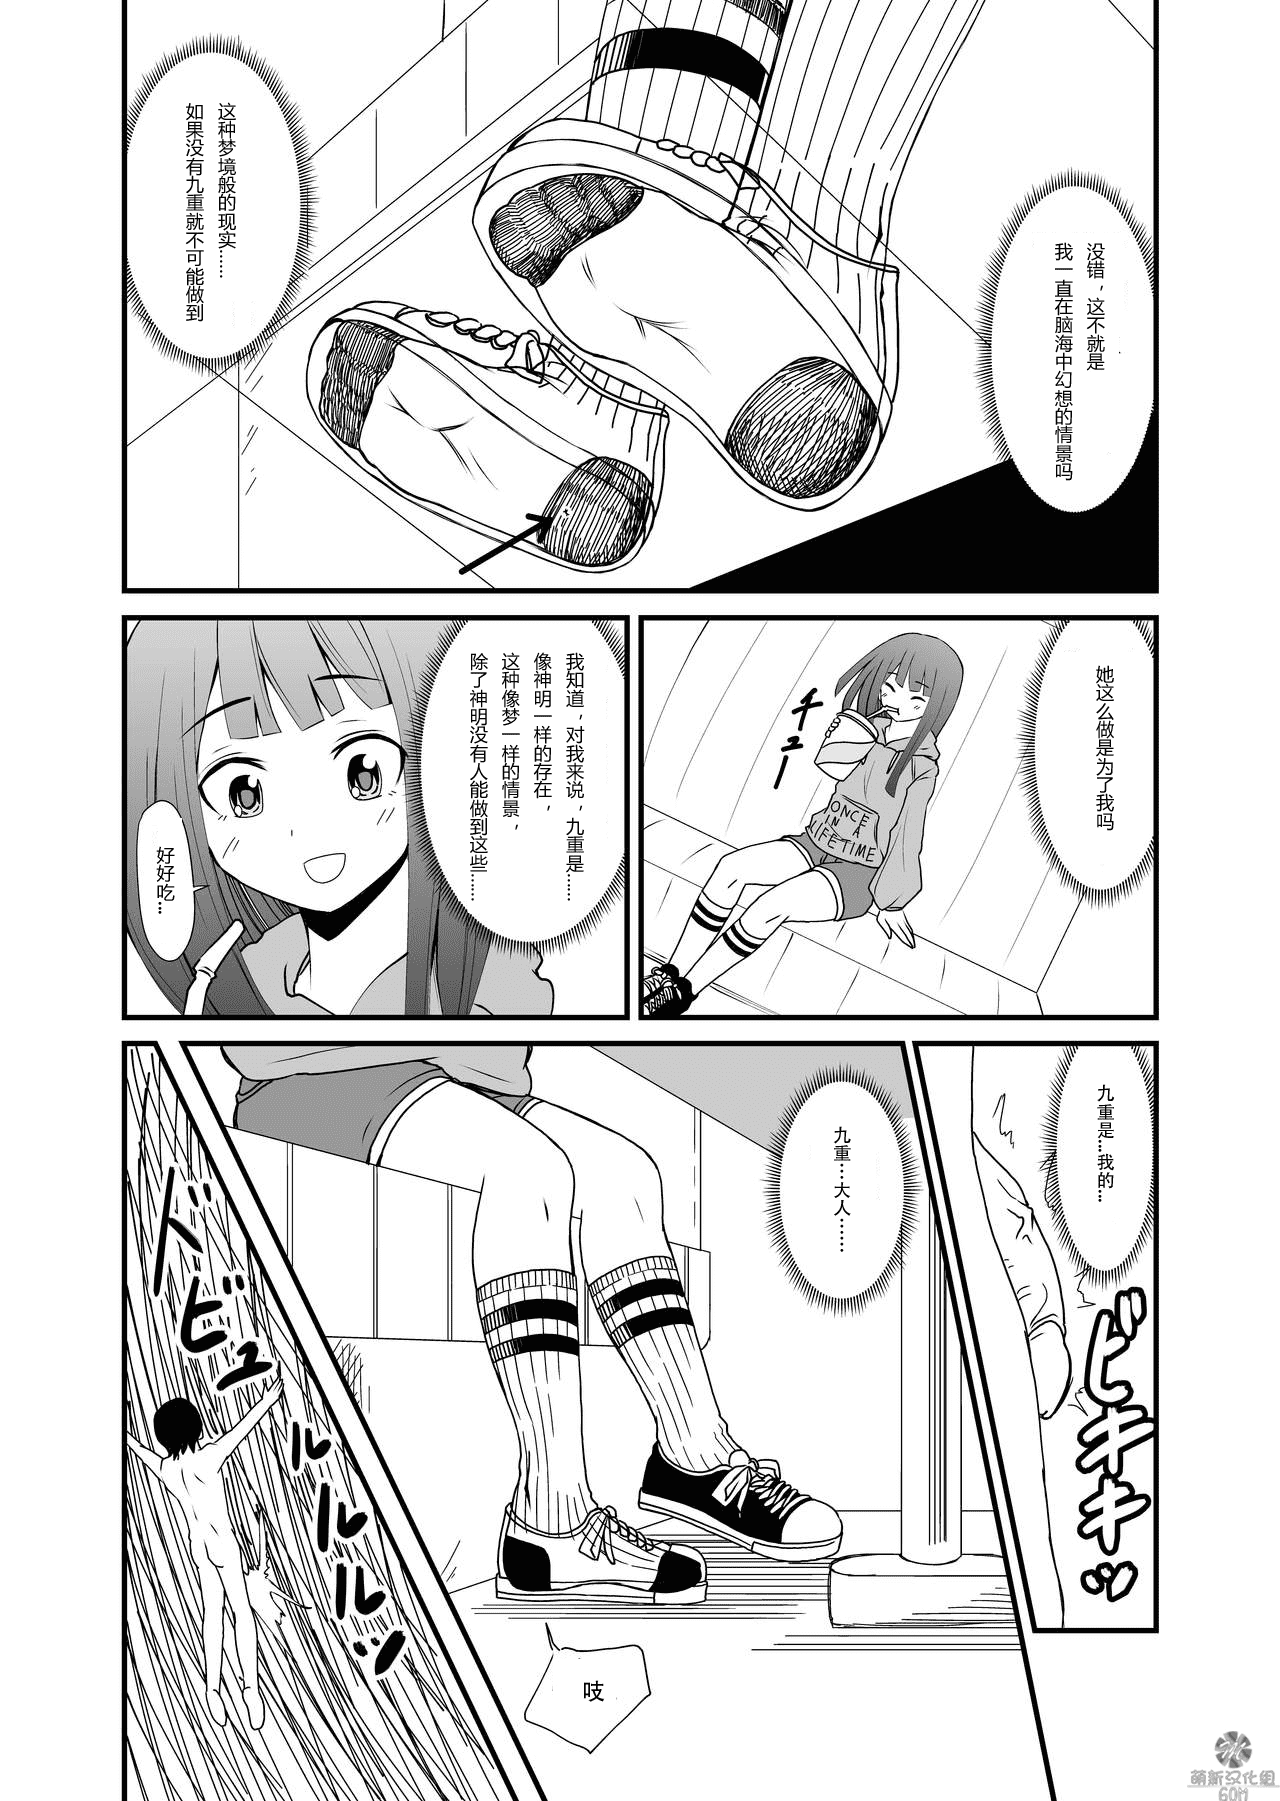 没错，这不就是
我一直在脑海中幻想的情景吗
这种梦境般的现实……
如果没有九重就不可能做到
她这么做是为了我吗
チュー
ONCE
IN A
LIFETIME
我知道，对我来说，九重是……
像神明一样的存在，
这种像梦一样的情景，
除了神明没有人能做到这些……
好好吃…
九重是…我的…
ビキキキッ
九重…大人……
吱
ドビュ
ビュルルルルッ
萌新汉化组
GOM